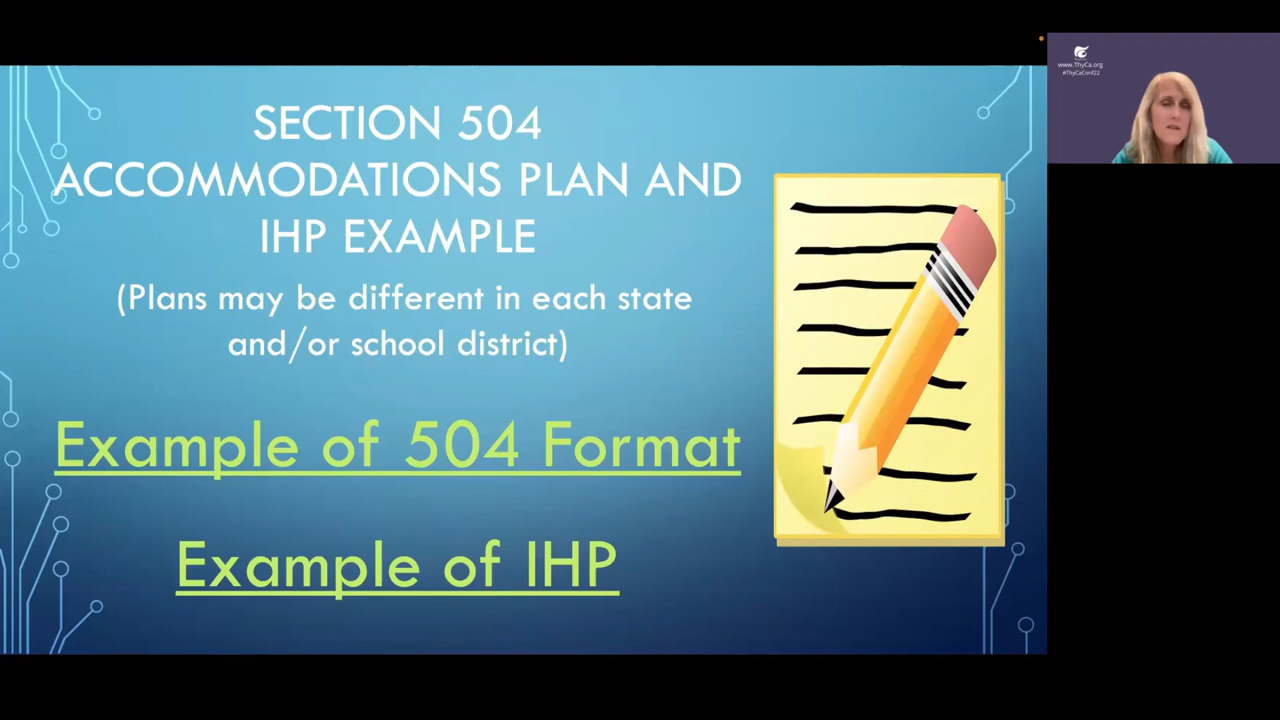 SECTION 504
ACCOMMODATIONS PLAN AND
IHP EXAMPLE
(Plans may be different in each state
and/or school district)
Example of 504 Format
Example of IHP
www.ThyCa.org
#ThyCaConf22